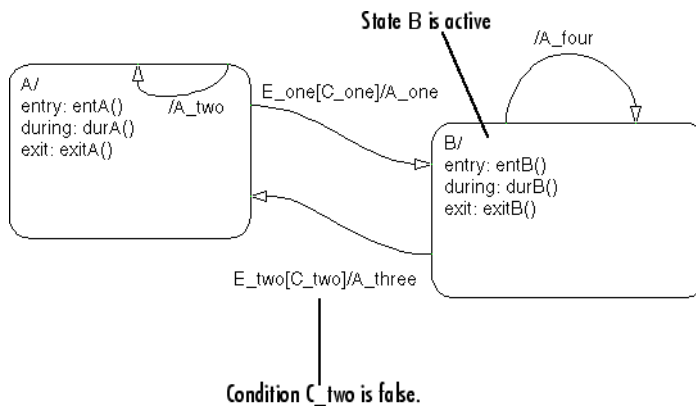 State B is active
/A_four
A/
entry: entA()
during: durA()
exit: exitA()
/A_two
E_one[C_one]/A_one
B/
entry: entB()
during: durB()
exit: exitB()
E_two[C_two]/A_three
Condition C_two is false.